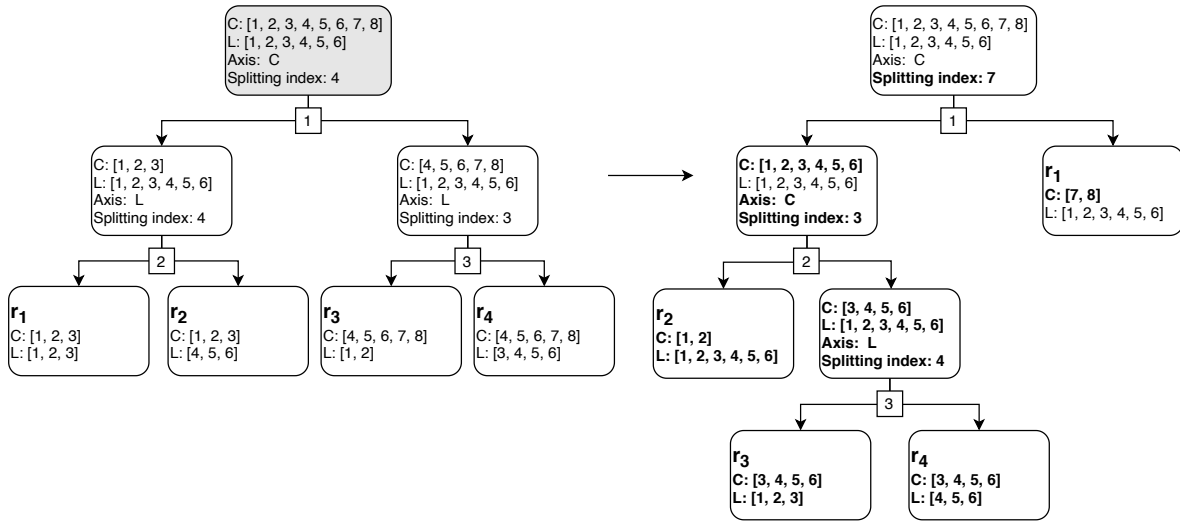 C: [1, 2, 3, 4, 5, 6, 7, 8]
L: [1, 2, 3, 4, 5, 6]
Axis: C
Splitting index: 4
1
C: [1, 2, 3]
L: [1, 2, 3, 4, 5, 6]
Axis: L
Splitting index: 4
C: [4, 5, 6, 7, 8]
L: [1, 2, 3, 4, 5, 6]
Axis: L
Splitting index: 3
2
3
r1
C: [1, 2, 3]
L: [1, 2, 3]
r2
C: [1, 2, 3]
L: [4, 5, 6]
r3
C: [4, 5, 6, 7, 8]
L: [1, 2]
r4
C: [4, 5, 6, 7, 8]
L: [3, 4, 5, 6]
C: [1, 2, 3, 4, 5, 6, 7, 8]
L: [1, 2, 3, 4, 5, 6]
Axis: C
Splitting index: 7
1
C: [1, 2, 3, 4, 5, 6]
L: [1, 2, 3, 4, 5, 6]
Axis: C
Splitting index: 3
r1
C: [7, 8]
L: [1, 2, 3, 4, 5, 6]
2
r2
C: [1, 2]
L: [1, 2, 3, 4, 5, 6]
C: [3, 4, 5, 6]
L: [1, 2, 3, 4, 5, 6]
Axis: L
Splitting index: 4
3
r3
C: [3, 4, 5, 6]
L: [1, 2, 3]
r4
C: [3, 4, 5, 6]
L: [4, 5, 6]